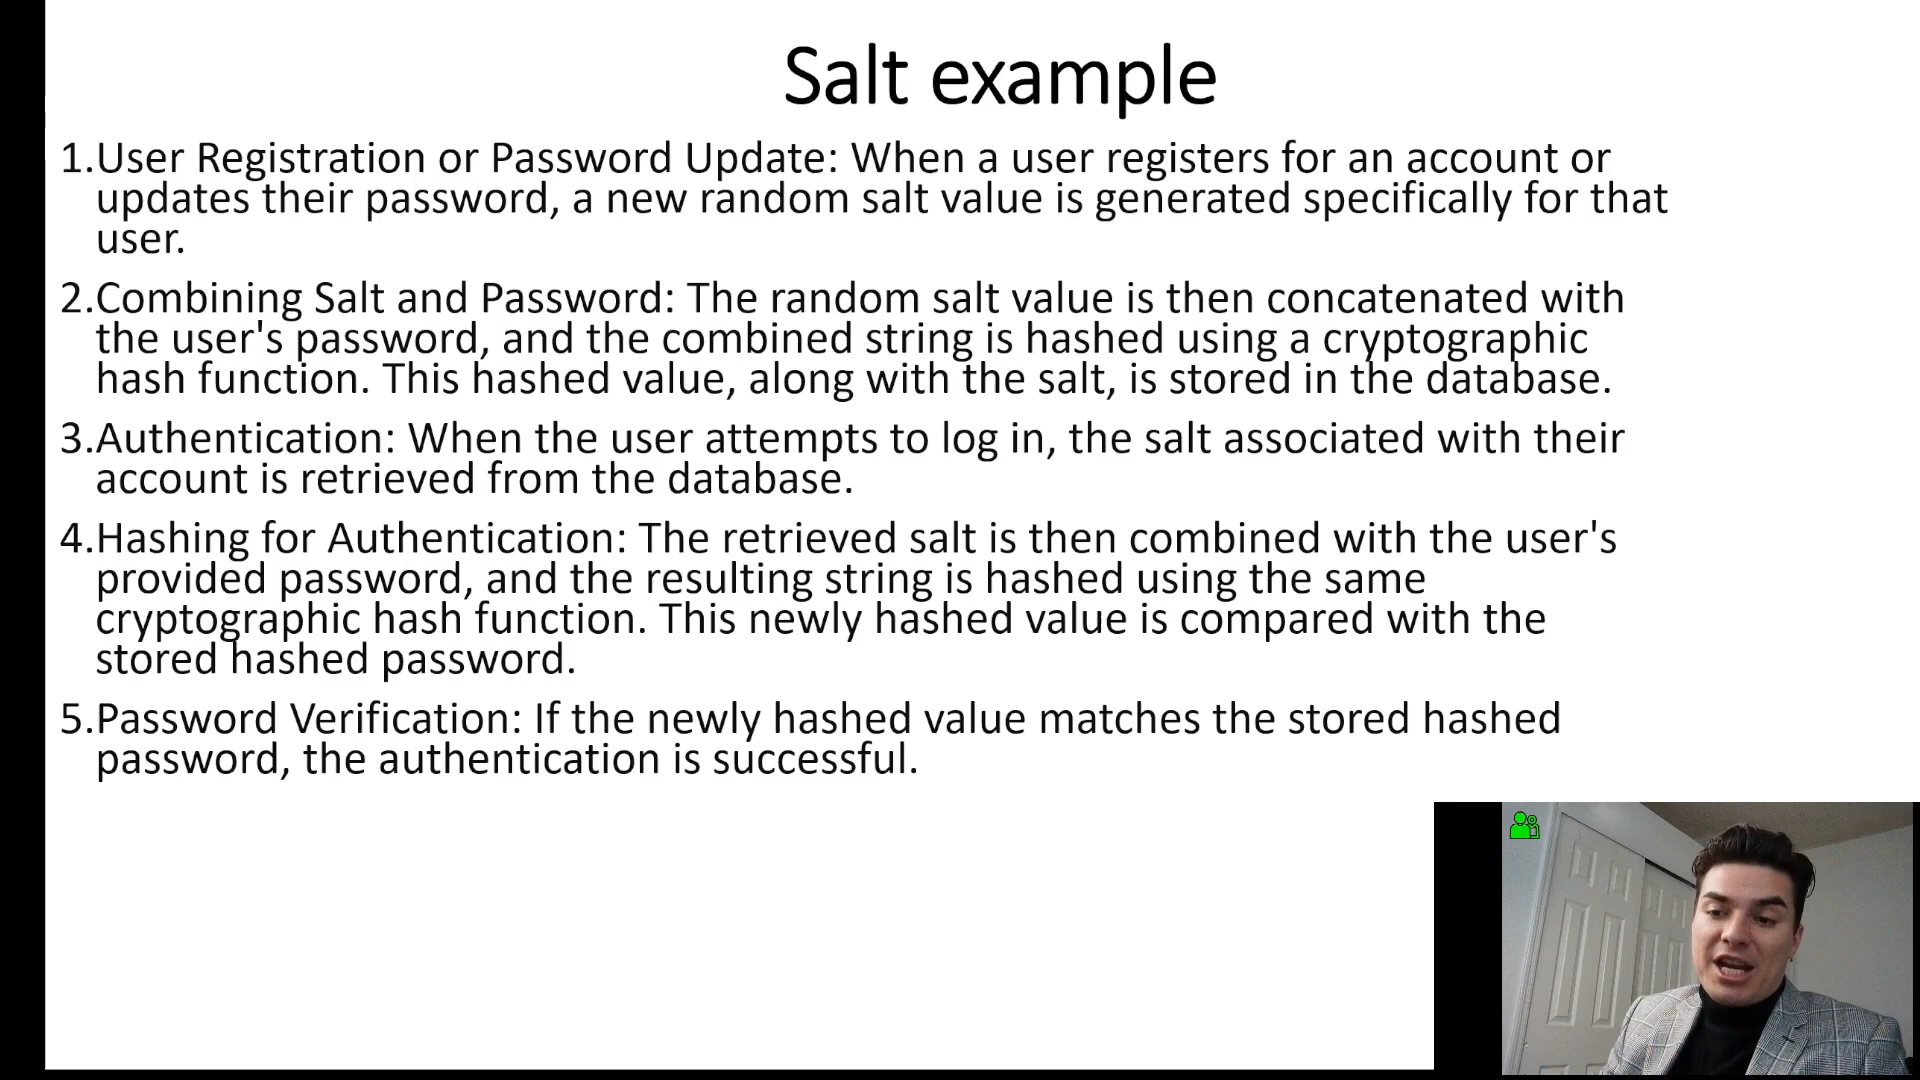 Salt example
1.User Registration or Password Update: When a user registers for an account or
updates their password, a new random salt value is generated specifically for that
user.
2.Combining Salt and Password: The random salt value is then concatenated with
the user's password, and the combined string is hashed using a cryptographic
hash function. This hashed value, along with the salt, is stored in the database.
3.Authentication: When the user attempts to log in, the salt associated with their
account is retrieved from the database.
4.Hashing for Authentication: The retrieved salt is then combined with the user's
provided password, and the resulting string is hashed using the same
cryptographic hash function. This newly hashed value is compared with the
stored hashed password.
5.Password Verification: If the newly hashed value matches the stored hashed
password, the authentication is successful.